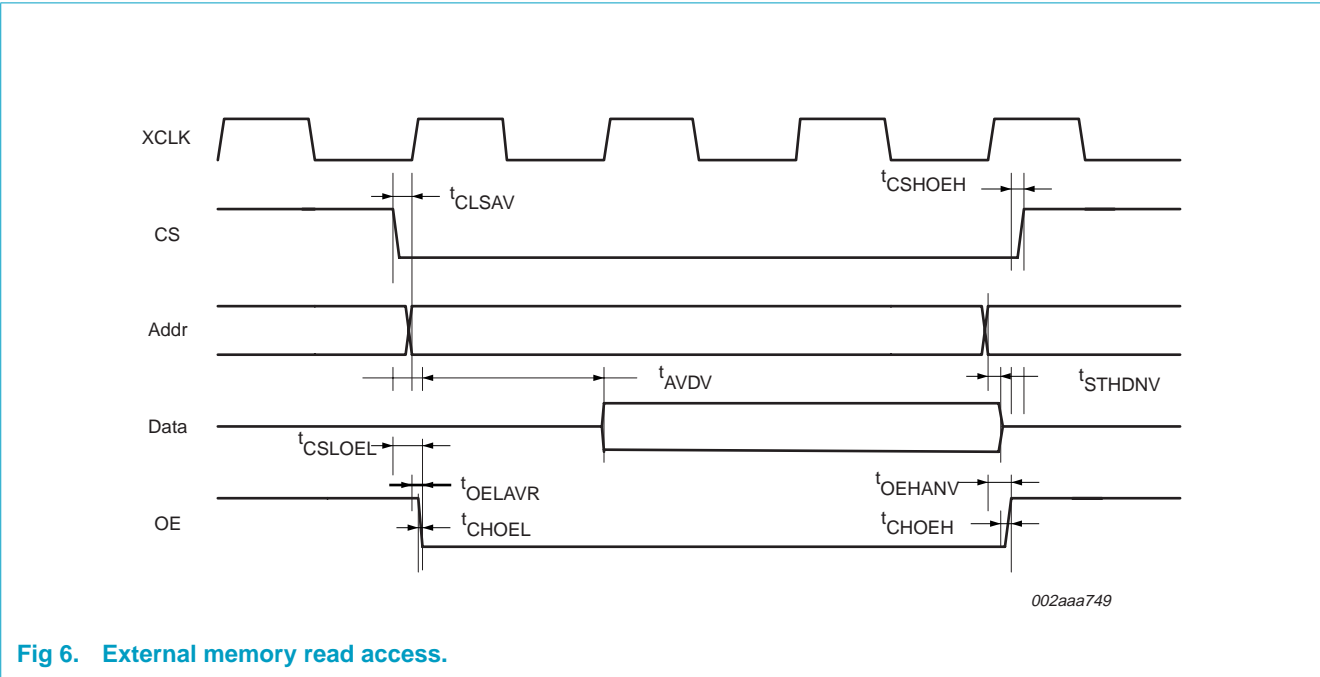 XCLK
tCSHOEH
tCLSAV
CS
Addr
tAVDV
tSTHDNV
Data
tCSLOEL
tOELAVR
tOEHANV
OE
tCHOEL
tCHOEH
002aaa749
Fig 6. External memory read access.